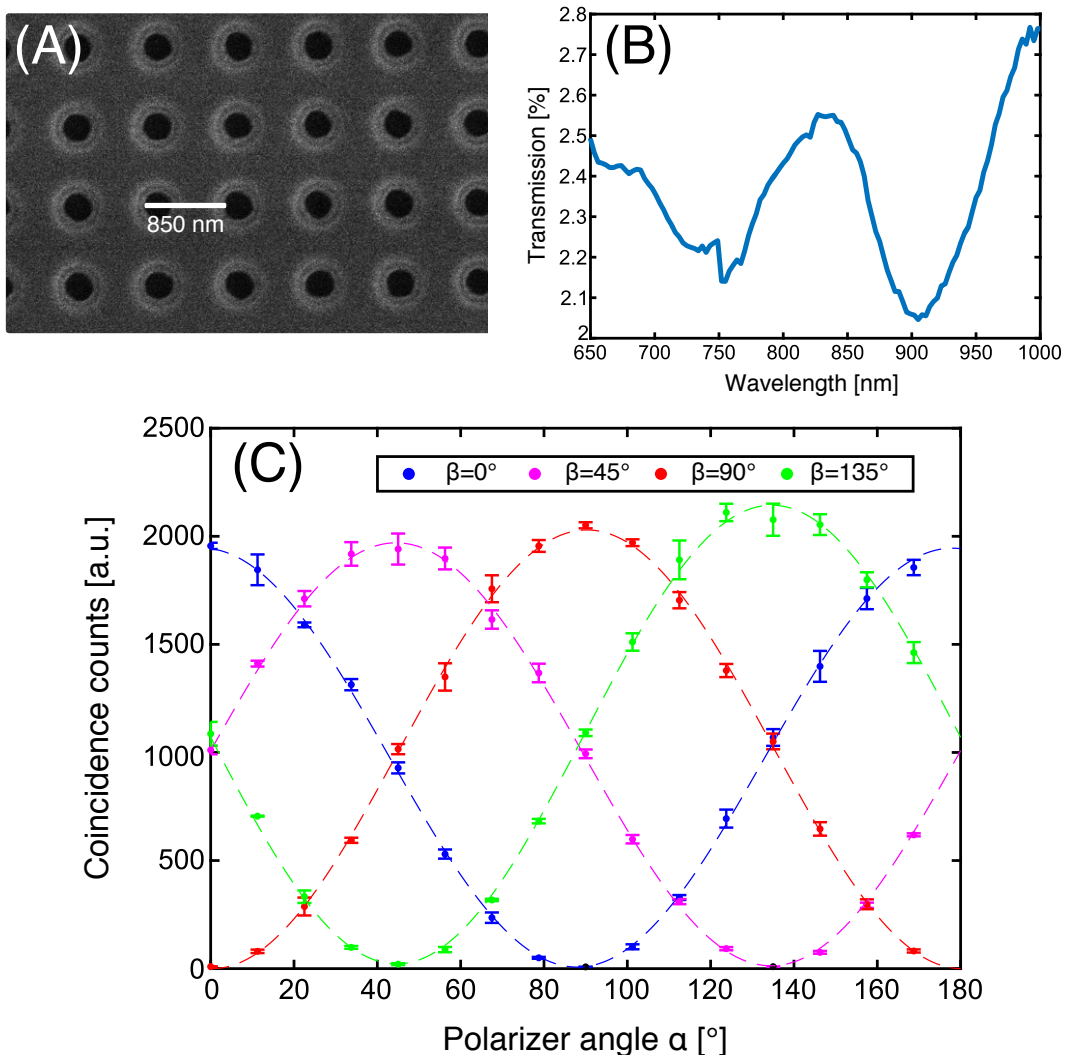 (A)
850 nm
(B)
Transmission [%]
2.8
2.7
2.6
2.5
2.4
2.3
2.2
2.1
2
650 700 750 800 850 900 950 1000
Wavelength [nm]
(C)
β=0° β=45° β=90° β=135°
Coincidence counts [a.u.]
2500
2000
1500
1000
500
0
0 20 40 60 80 100 120 140 160 180
Polarizer angle α [°]